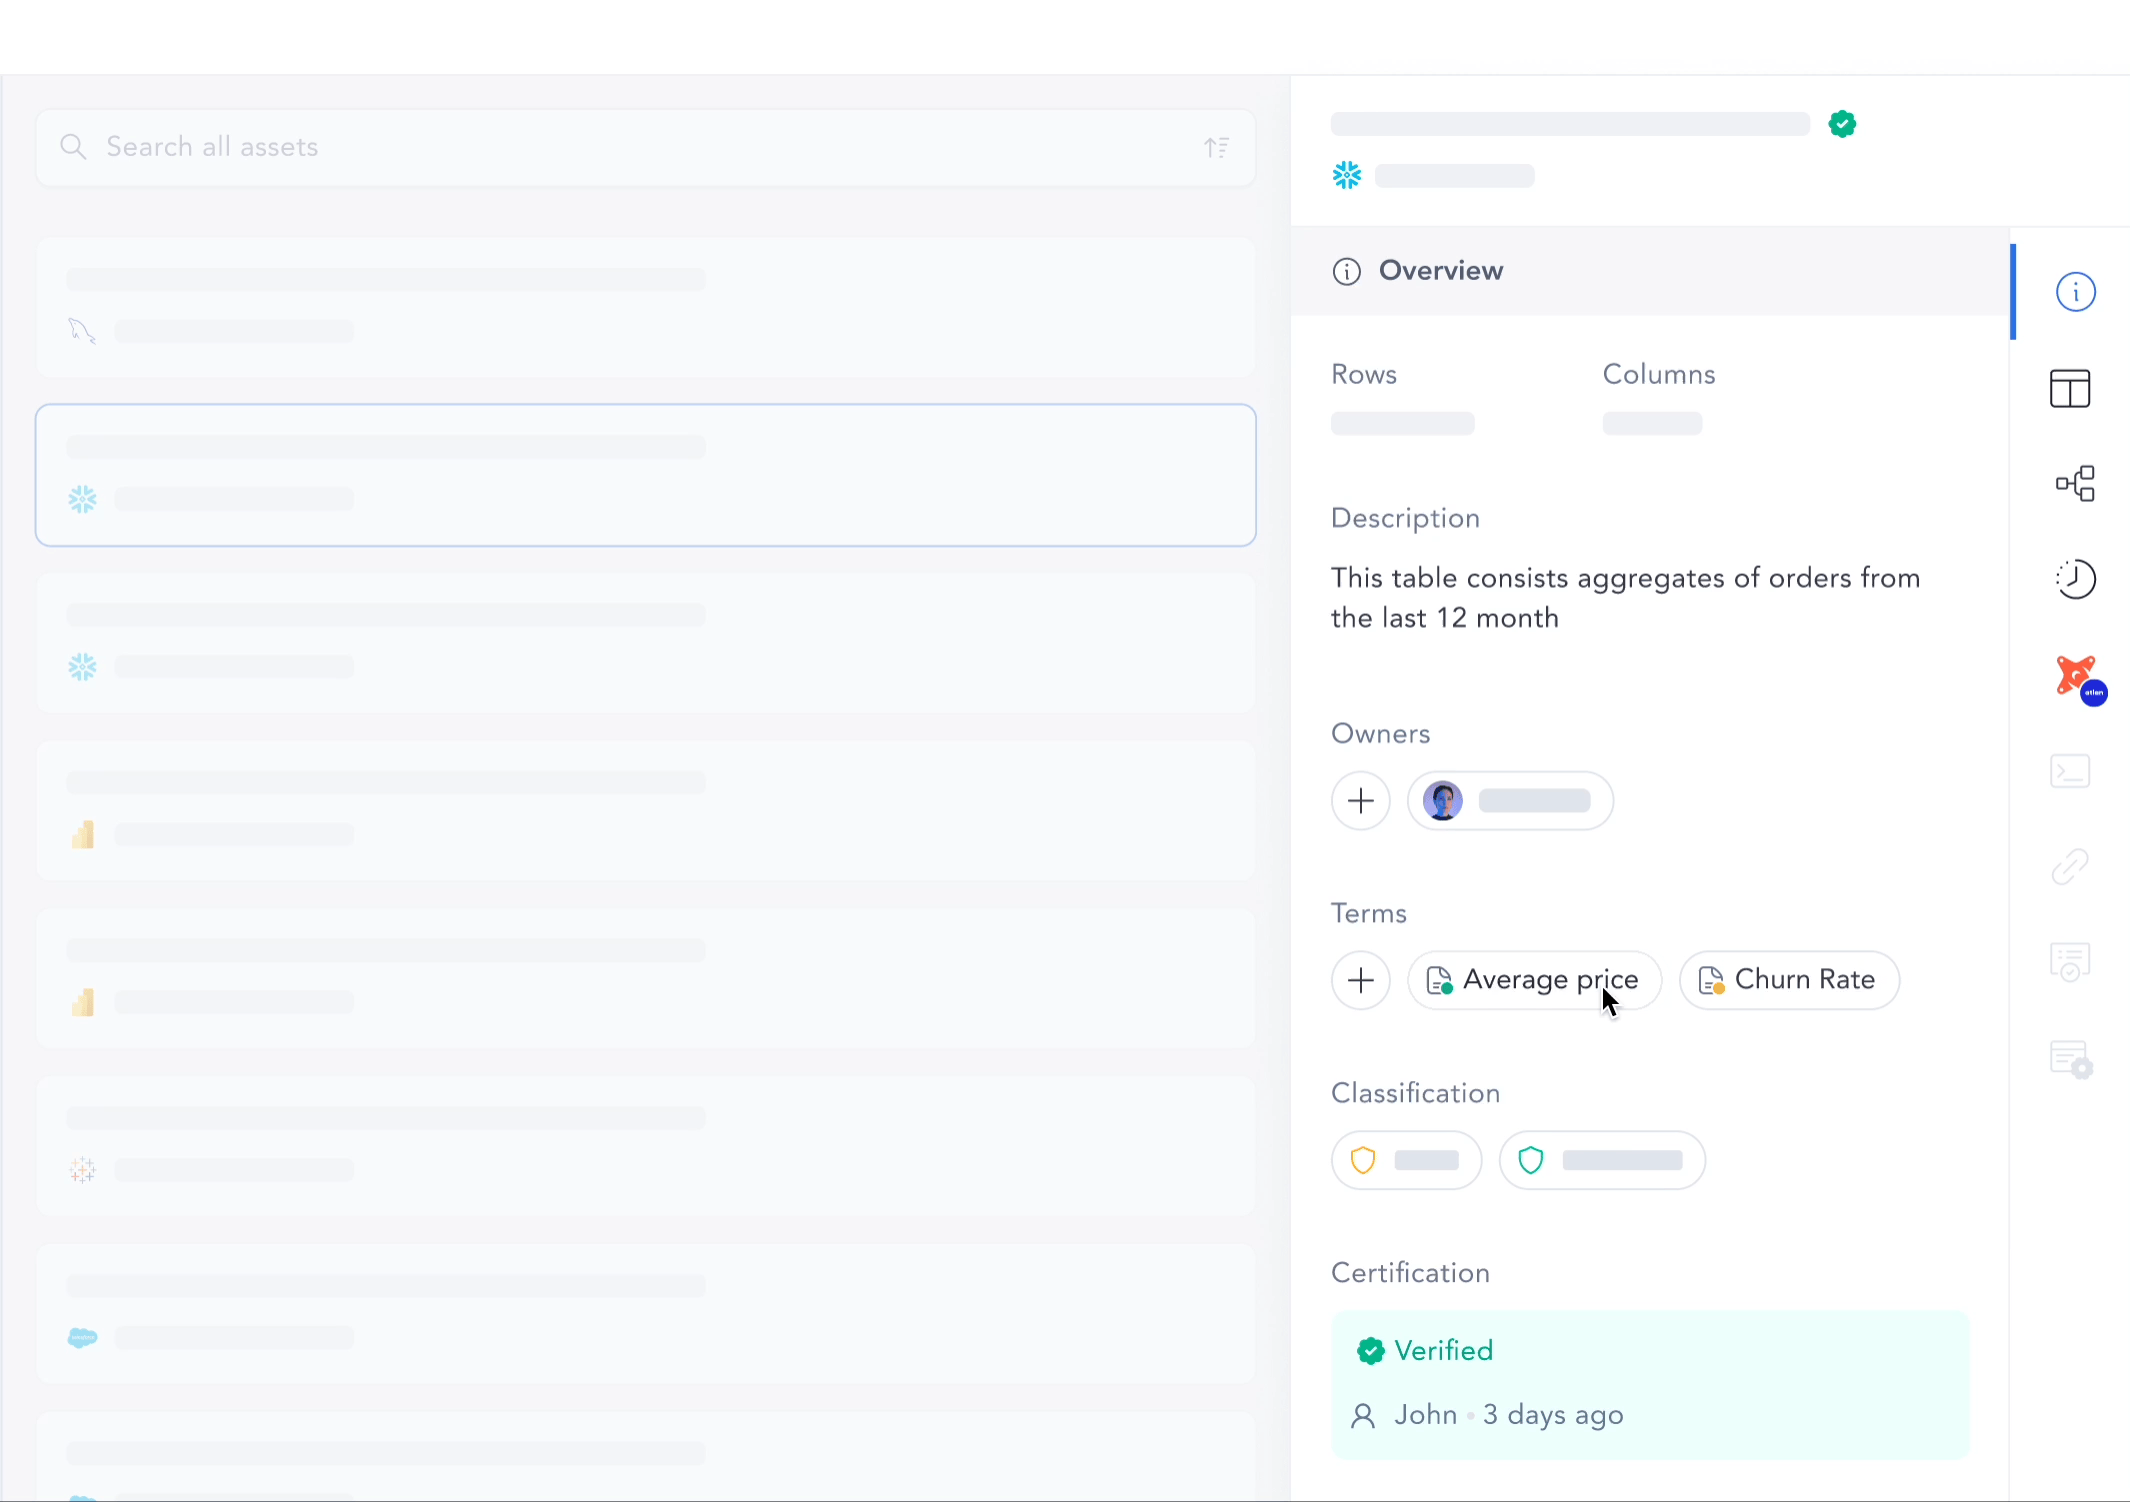 Search all assets
Overview
Rows
Columns
Description
This table consists aggregates of orders from
the last 12 month
Owners
atlan
Terms
Average price
Churn Rate
Classification
Certification
Verified
John • 3 days ago